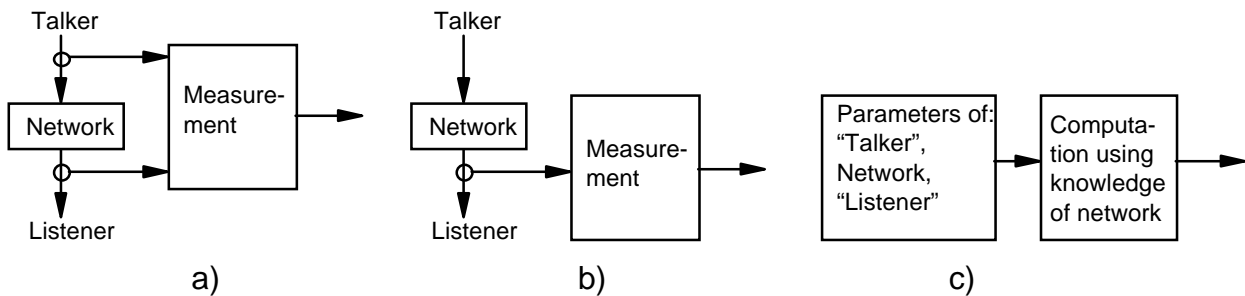 Talker
Network
Measure-
ment
Listener
a)
Talker
Network
Measure-
ment
Listener
b)
Parameters of:
“Talker”,
Network,
“Listener”
Computa-
tion using
knowledge
of network
c)